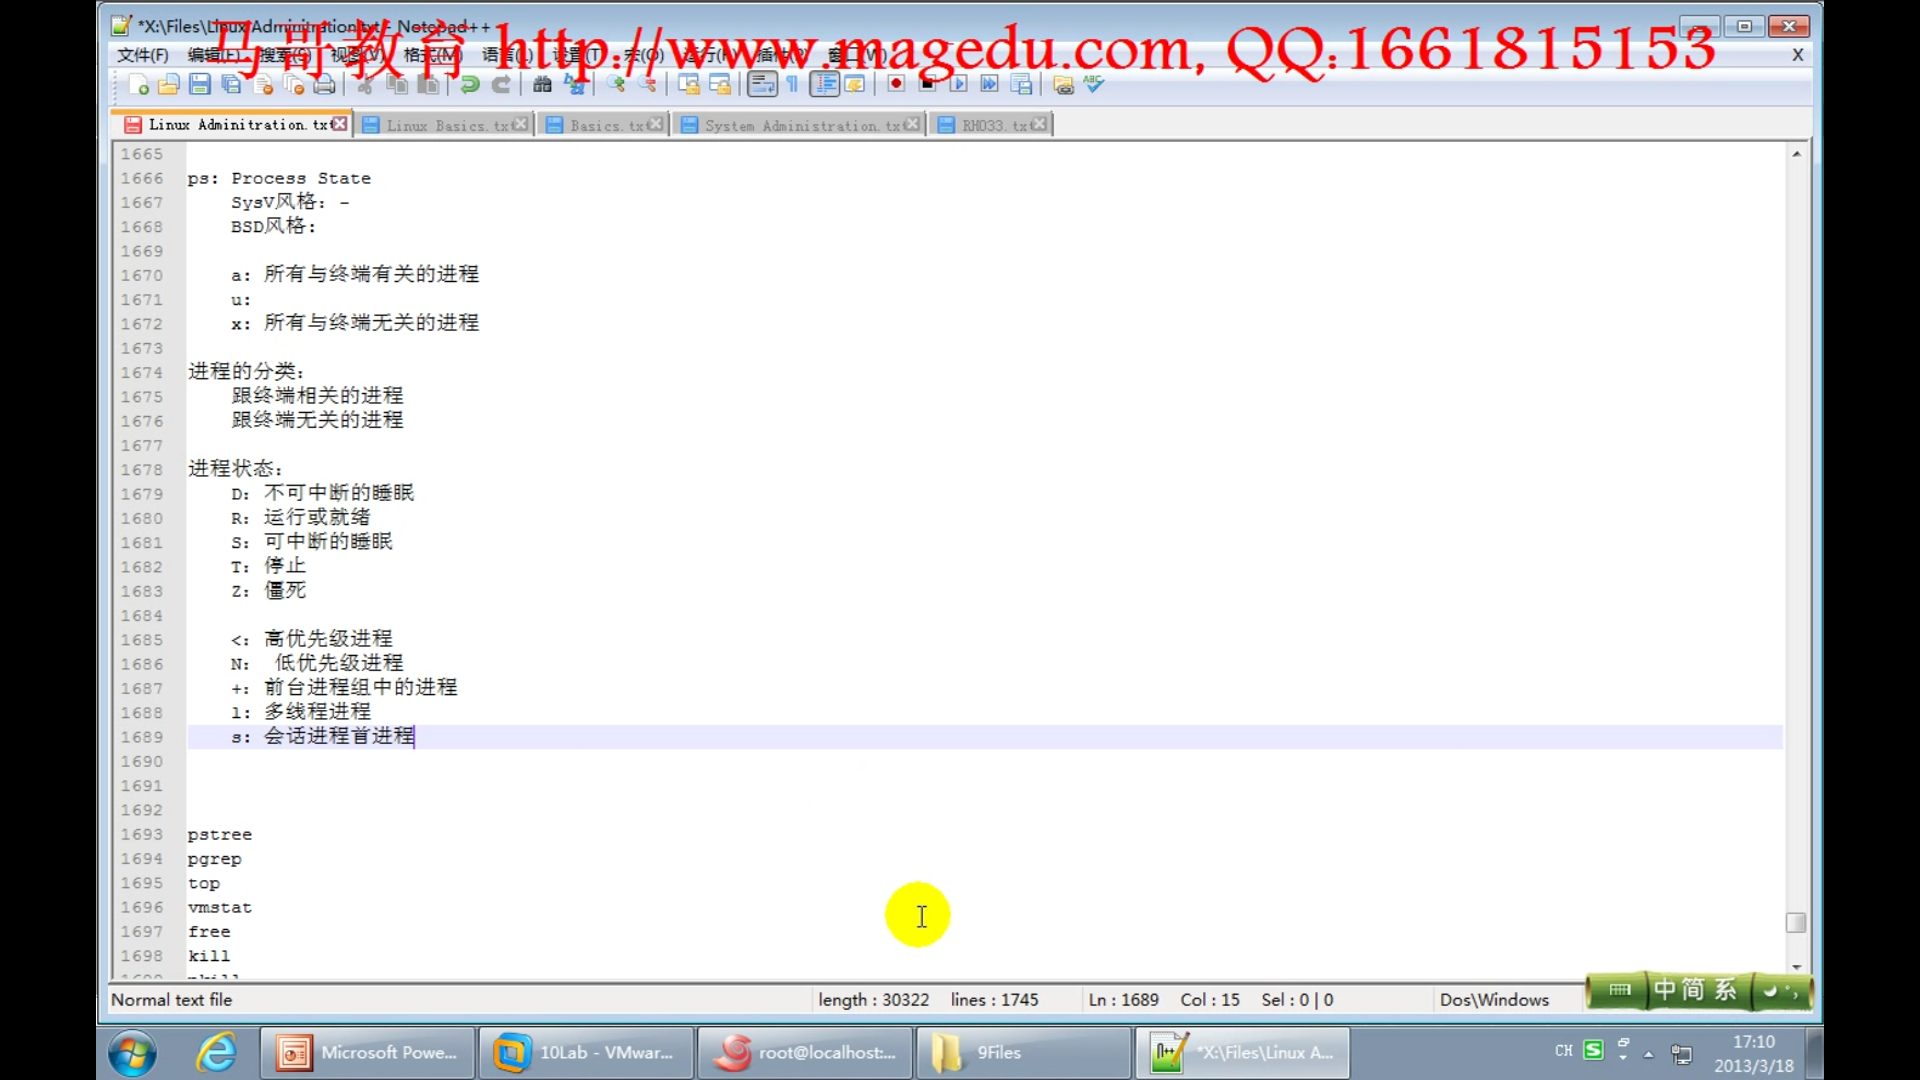 *X:\Files\Linux Adminitration.txt - Notepad++
马哥教育 http://www.magedu.com, QQ:1661815153
文件(F) 编辑(E) 搜索(S) 视图(V) 格式(M) 语言(L) 设置(T) 宏(O) 运行(R) 插件(P) 窗口(W) X
Linux Adminitration.txt Linux Basics.txt Basics.txt System Administration.txt RH033.txt
1665
1666 ps: Process State
1667 SysV风格: -
1668 BSD风格:
1669
1670 a: 所有与终端有关的进程
1671 u:
1672 x: 所有与终端无关的进程
1673
1674 进程的分类:
1675 跟终端相关的进程
1676 跟终端无关的进程
1677
1678 进程状态:
1679 D: 不可中断的睡眠
1680 R: 运行或就绪
1681 S: 可中断的睡眠
1682 T: 停止
1683 Z: 僵死
1684
1685 <: 高优先级进程
1686 N: 低优先级进程
1687 +: 前台进程组中的进程
1688 l: 多线程进程
1689 s: 会话进程首进程
1690
1691
1692
1693 pstree
1694 pgrep
1695 top
1696 vmstat
1697 free
1698 kill
Normal text file length : 30322 lines : 1745 Ln : 1689 Col : 15 Sel : 0 | 0 Dos\Windows
中简系
Microsoft Powe... 10Lab - VMwar... root@localhost:... 9Files *X:\Files\Linux A... CH 17:10
2013/3/18